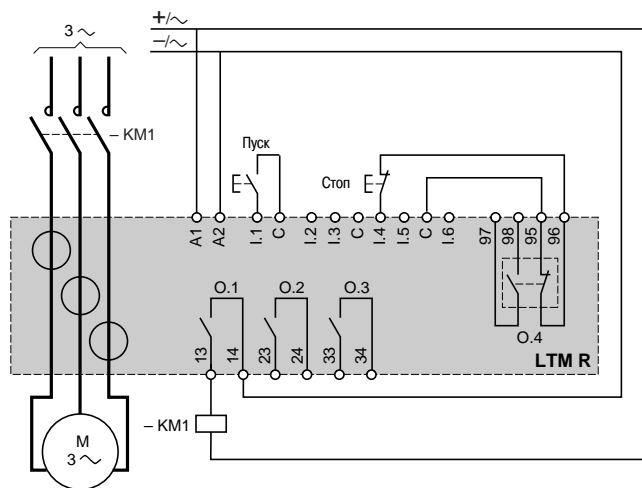 3 ~
+/~
−/~
– KM1
Пуск
Стоп
A1
A2
I.1
C
I.2
I.3
C
I.4
I.5
C
I.6
97
98
95
96
O.1
O.2
O.3
O.4
13
14
23
24
33
34
LTM R
– KM1
M
3 ~